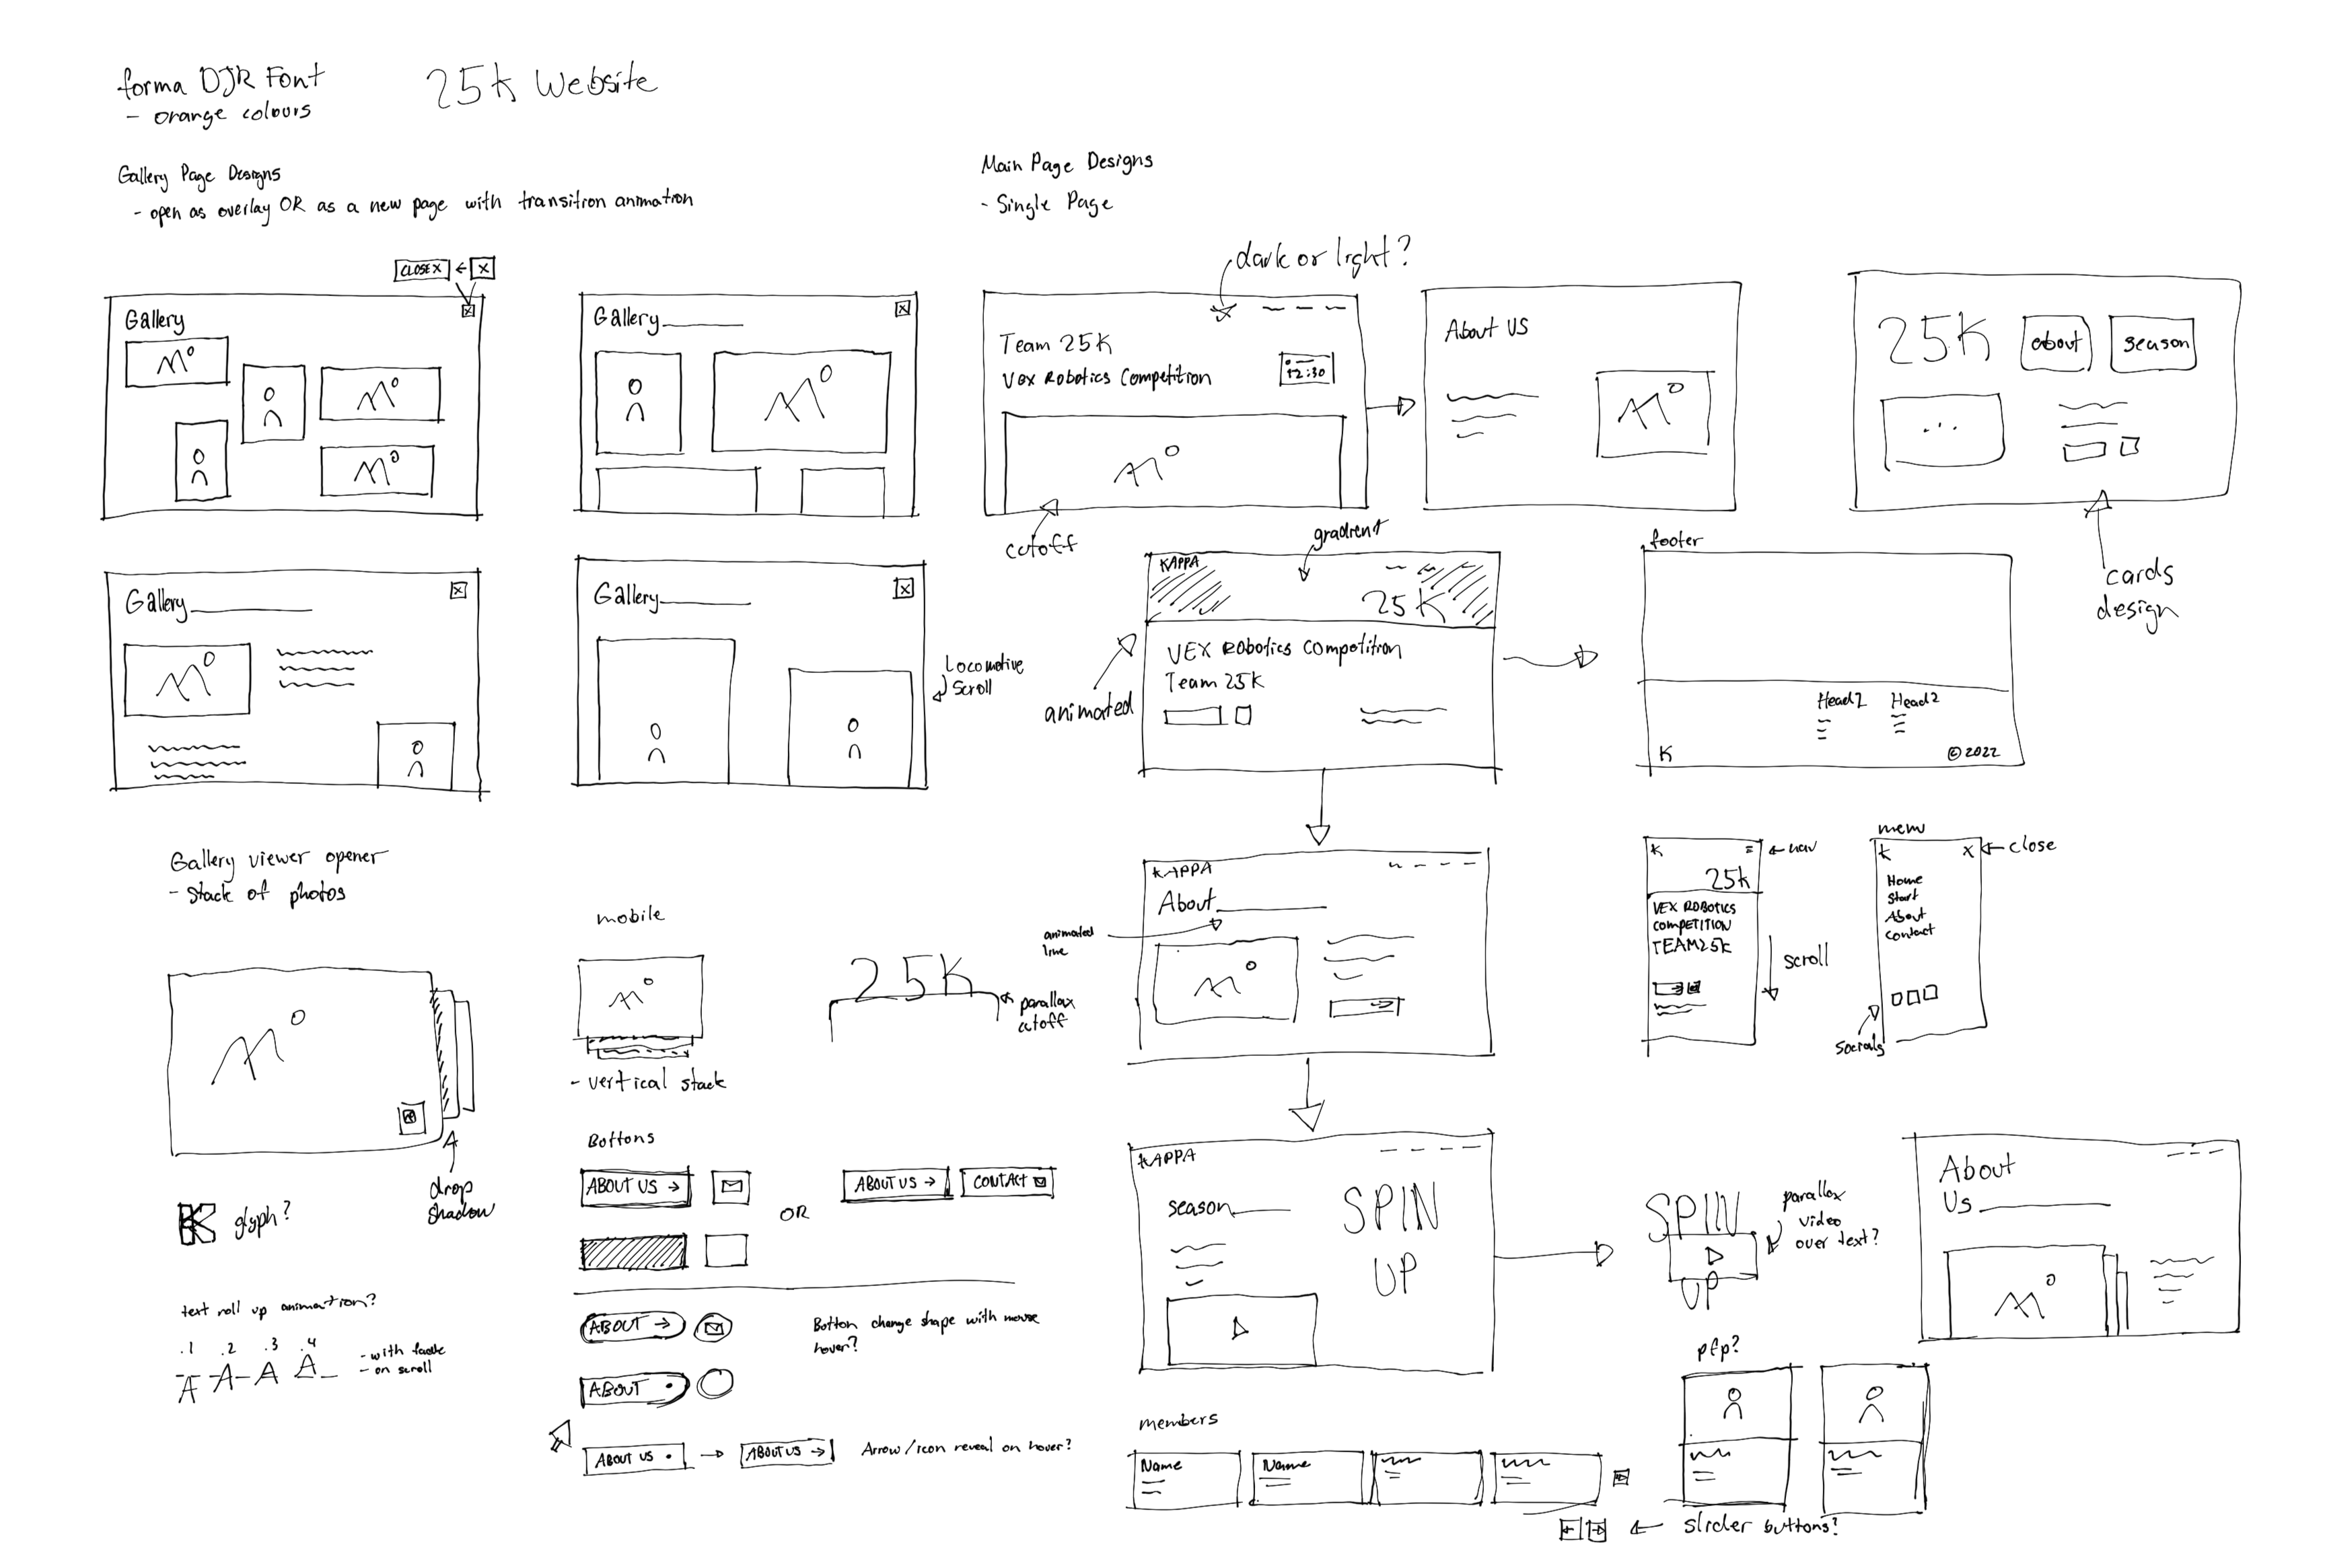 forma DJR Font
- orange colours
25K Website
Gallery Page Designs
- open as overlay OR as a new page with transition animation
Main Page Designs
- Single Page
CLOSE X
X
Gallery
X
Gallery
X
dark or light?
Team 25K
Vex Robotics Competition
12:30
cutoff
About US
25K
about
season
...
cards
design
Gallery
X
Gallery
X
Locomotive
Scroll
gradient
KAPPA
25K
VEX Robotics Competition
Team 25K
animated
footer
Head2
Head2
K
© 2022
Gallery viewer opener
- Stack of photos
drop
shadow
K glyph?
text roll up animation?
.1 .2 .3 .4
A A A A
- with fade
- on scroll
mobile
- vertical stack
25K
parallax
cutoff
Buttons
ABOUT US →
OR
ABOUT US →
CONTACT
ABOUT →
Button change shape with mouse
hover?
ABOUT
ABOUT US
→
ABOUT US →
Arrow/icon reveal on hover?
KAPPA
About
animated
line
K
← nav
25K
VEX ROBOTICS
COMPETITION
TEAM 25K
scroll
menu
K
X
← close
Home
Start
About
Contact
Socials
KAPPA
season
SPIN
UP
SPIN
UP
parallax
video
over text?
About
Us
members
Name
Name
pfp?
← slider buttons?